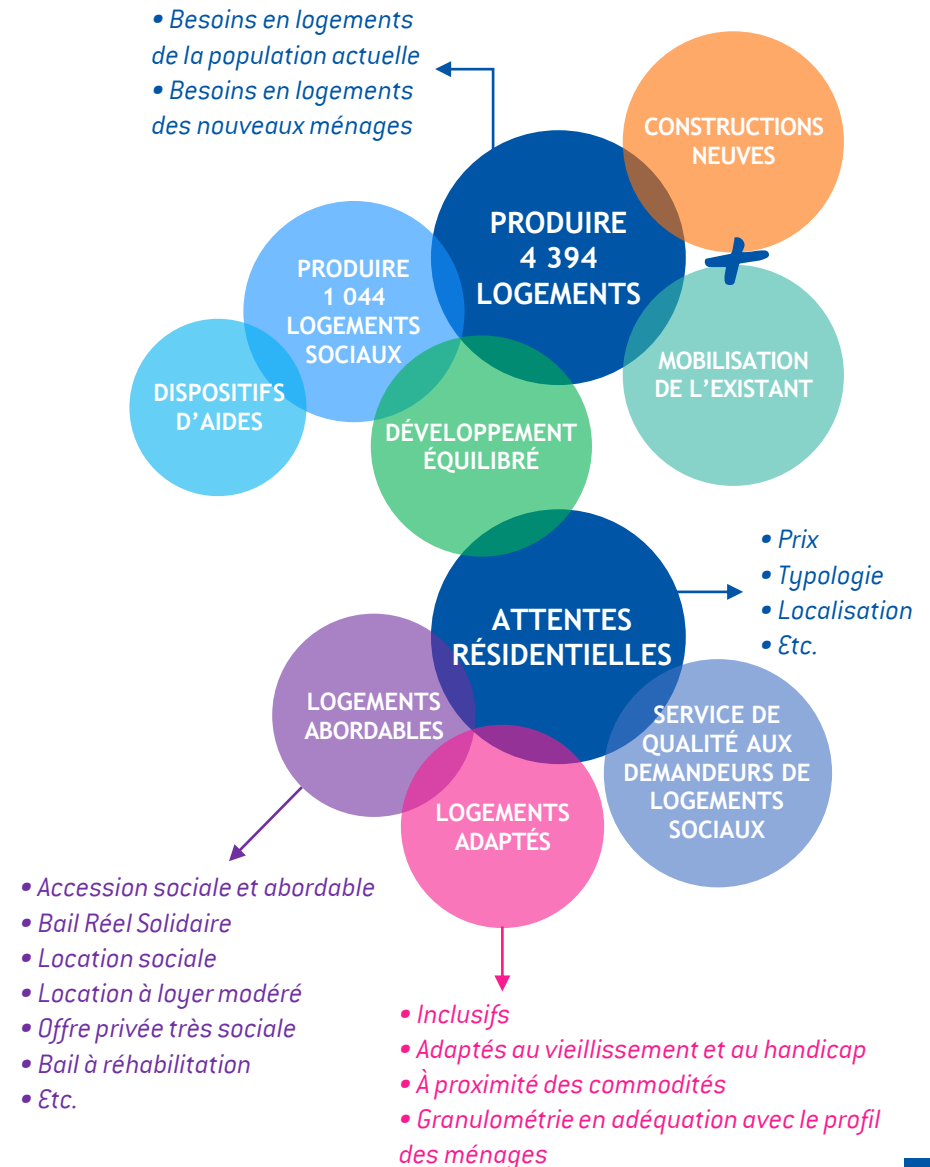 • Besoins en logements
de la population actuelle
• Besoins en logements
des nouveaux ménages
CONSTRUCTIONS
NEUVES
PRODUIRE
4 394
LOGEMENTS
PRODUIRE
1 044
LOGEMENTS
SOCIAUX
+
MOBILISATION
DE L’EXISTANT
DISPOSITIFS
D’AIDES
DÉVELOPPEMENT
ÉQUILIBRÉ
ATTENTES
RÉSIDENTIELLES
• Prix
• Typologie
• Localisation
• Etc.
LOGEMENTS
ABORDABLES
SERVICE DE
QUALITÉ AUX
DEMANDEURS DE
LOGEMENTS
SOCIAUX
LOGEMENTS
ADAPTÉS
• Accession sociale et abordable
• Bail Réel Solidaire
• Location sociale
• Location à loyer modéré
• Offre privée très sociale
• Bail à réhabilitation
• Etc.
• Inclusifs
• Adaptés au vieillissement et au handicap
• À proximité des commodités
• Granulométrie en adéquation avec le profil
des ménages